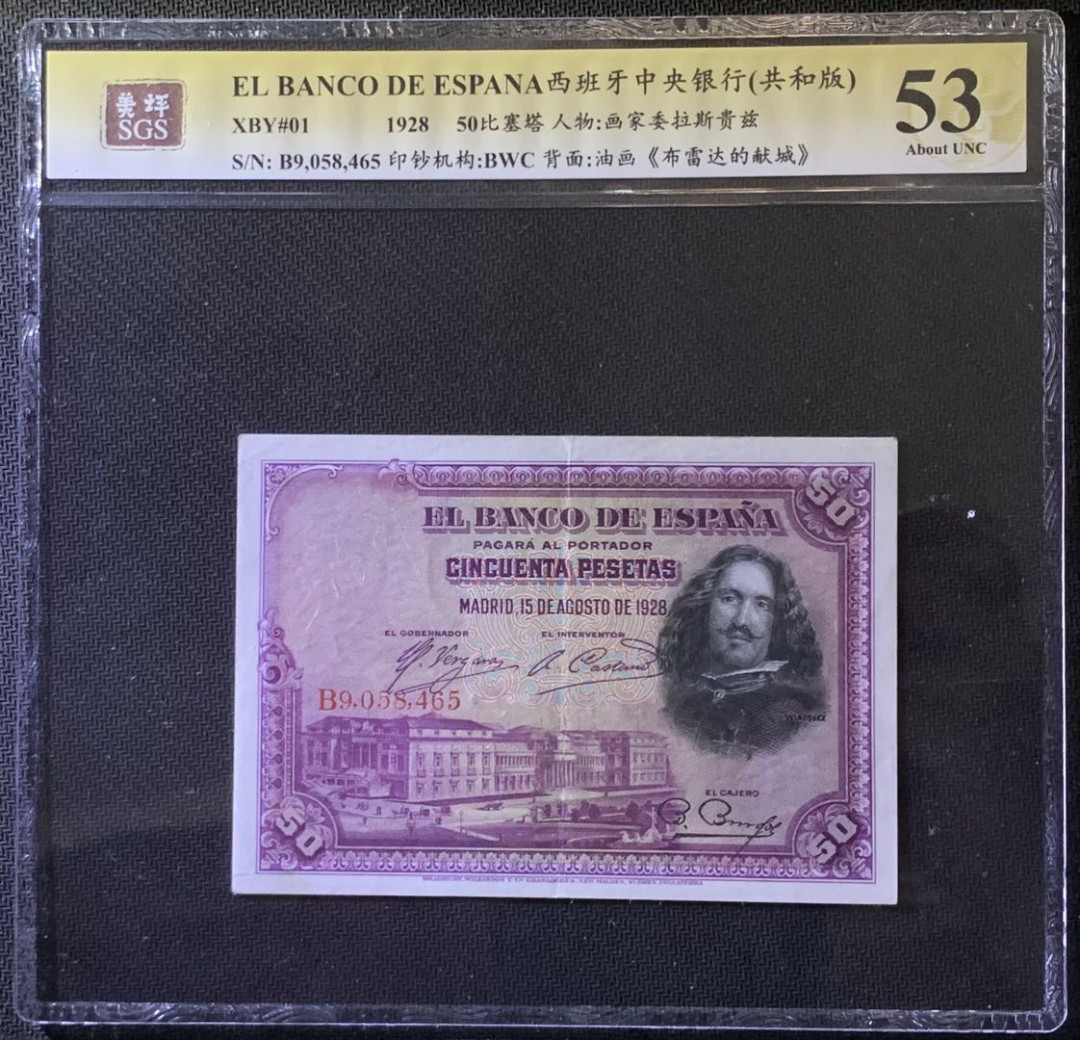 美坪
SGS
EL BANCO DE ESPANA西班牙中央银行(共和版)
XBY#01 1928 50比塞塔 人物:画家委拉斯贵兹
S/N: B9,058,465 印钞机构:BWC 背面:油画《布雷达的献城》
53
About UNC
50
EL BANCO DE ESPAÑA
PAGARÁ AL PORTADOR
CINCUENTA PESETAS
MADRID, 15 DE AGOSTO DE 1928
EL GOBERNADOR EL INTERVENTOR
B9,058,465
VELAZQUEZ
EL CAJERO
50
50